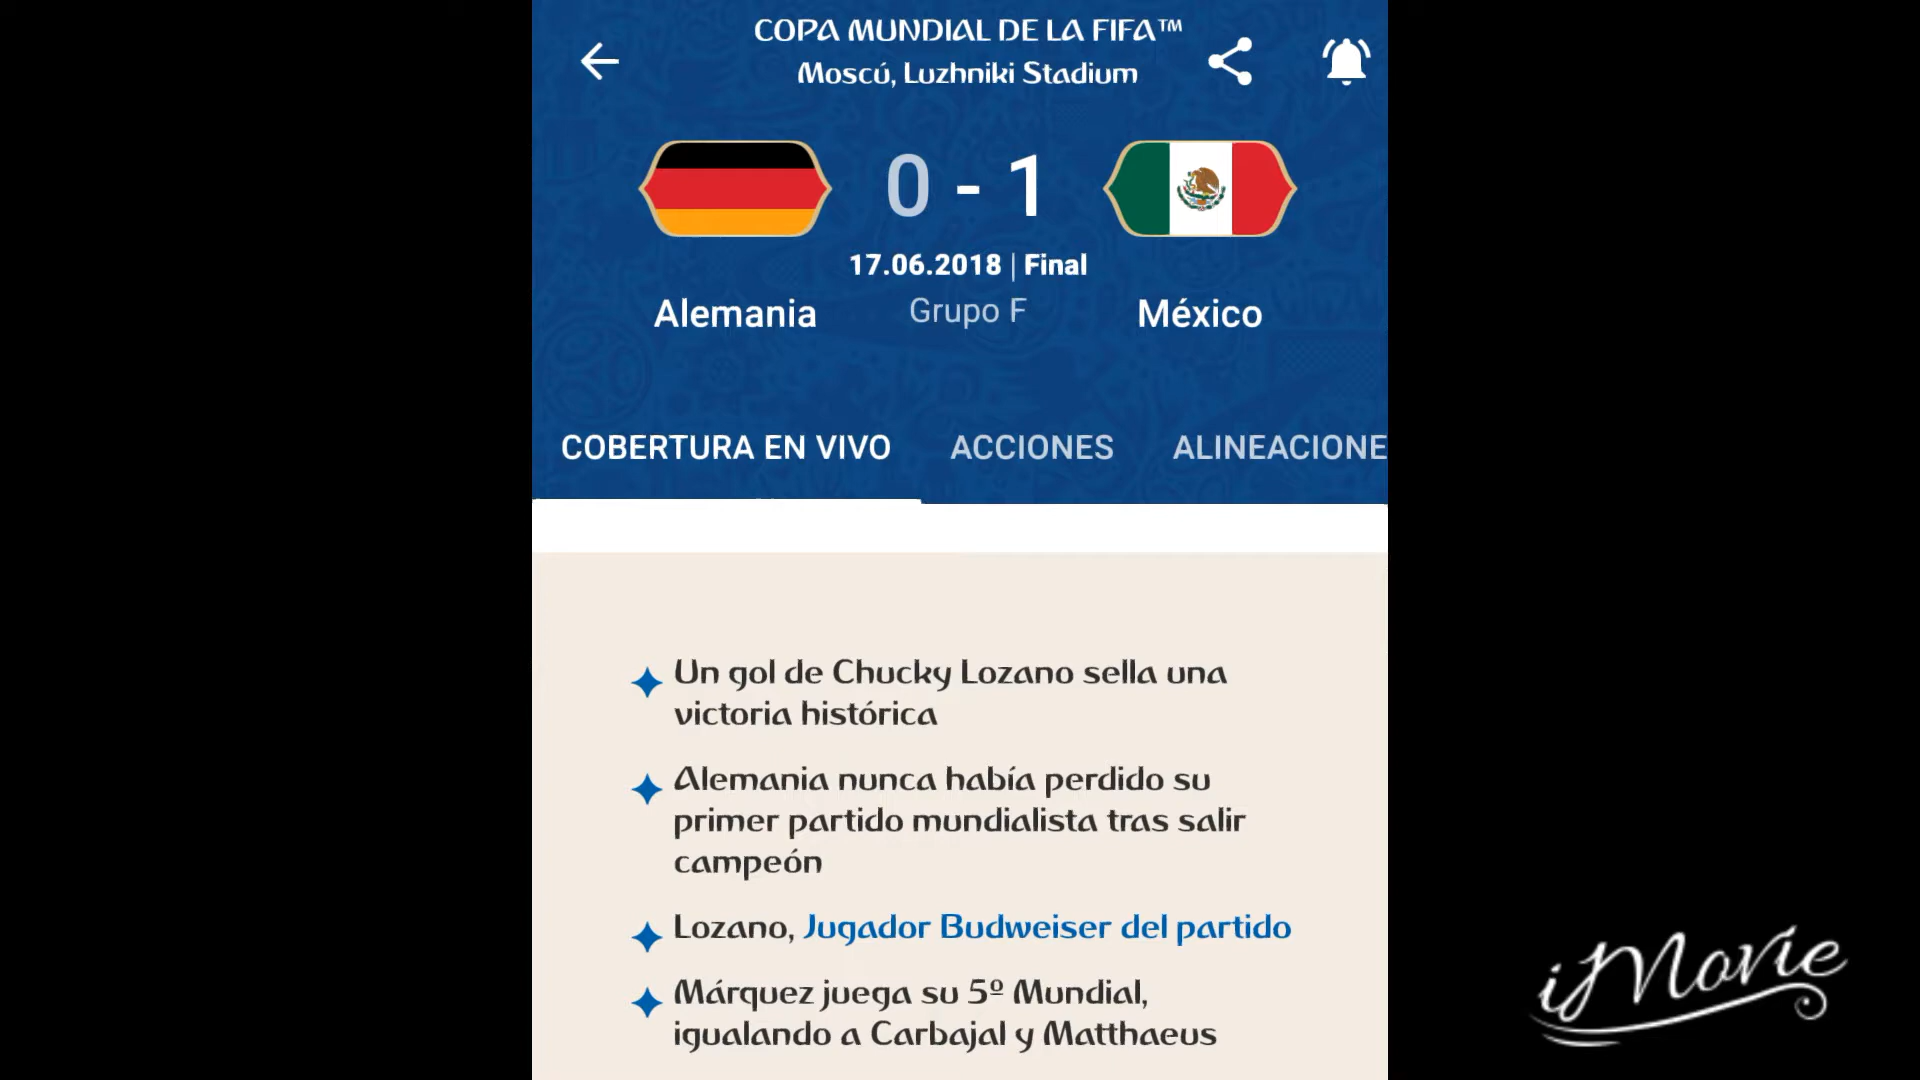 COPA MUNDIAL DE LA FIFA™
Moscú, Luzhniki Stadium
0 - 1
17.06.2018 | Final
Alemania
Grupo F
México
COBERTURA EN VIVO
ACCIONES
ALINEACIONE
Un gol de Chucky Lozano sella una
victoria histórica
Alemania nunca había perdido su
primer partido mundialista tras salir
campeón
Lozano, Jugador Budweiser del partido
Márquez juega su 5º Mundial,
igualando a Carbajal y Matthaeus
iMovie